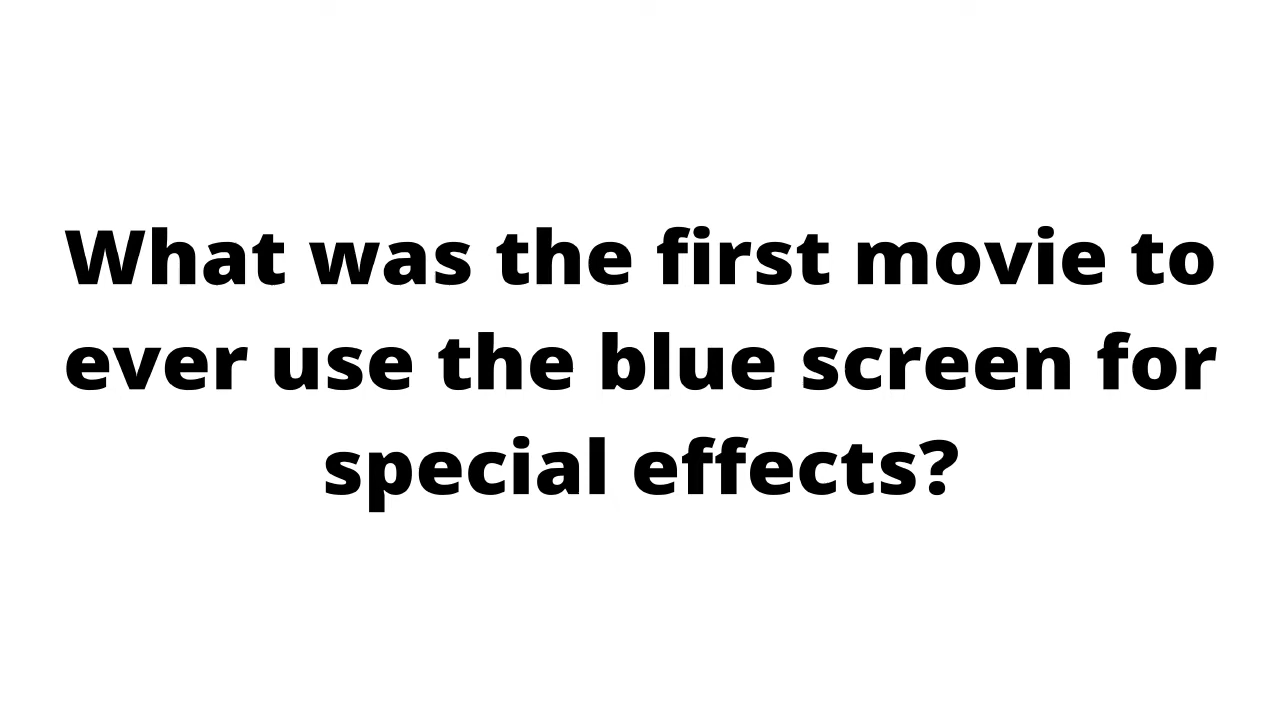 What was the first movie to
ever use the blue screen for
special effects?